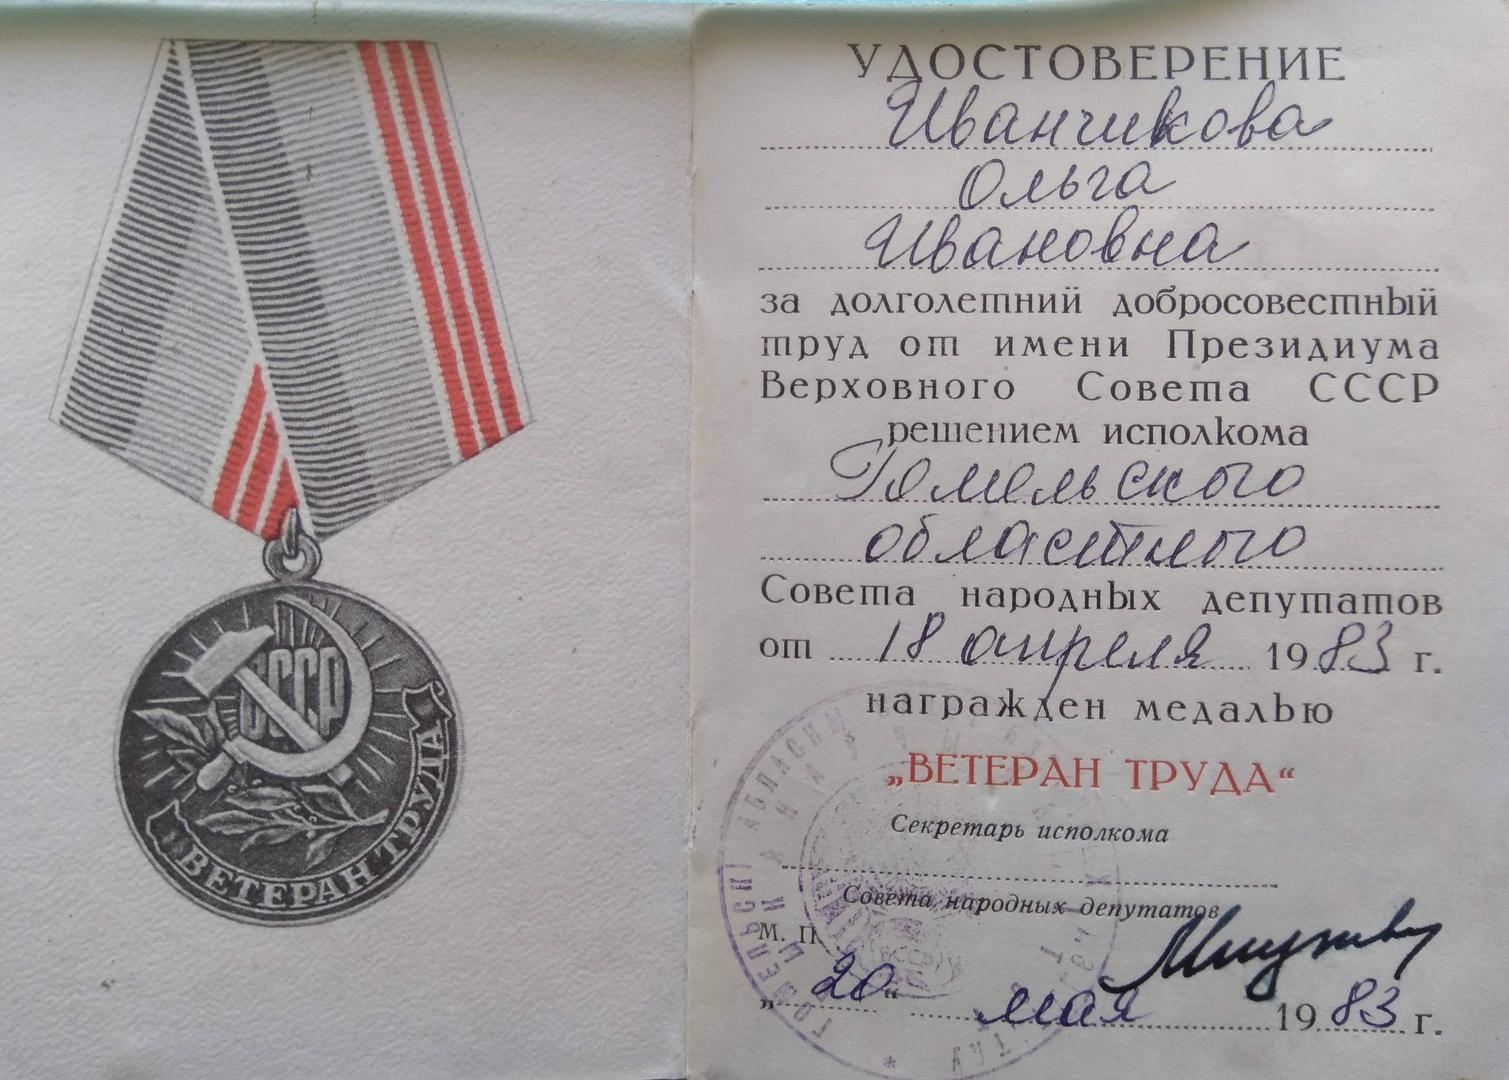 СССР
ВЕТЕРАН ТРУДА
УДОСТОВЕРЕНИЕ
Иванчикова
Ольга
Ивановна
за долголетний добросовестный
труд от имени Президиума
Верховного Совета СССР
решением исполкома
Гомельского
областного
Совета народных депутатов
от 18 апреля 1983 г.
награжден медалью
„ВЕТЕРАН ТРУДА“
Секретарь исполкома
Совета народных депутатов
М. П.
„20“ мая 1983 г.